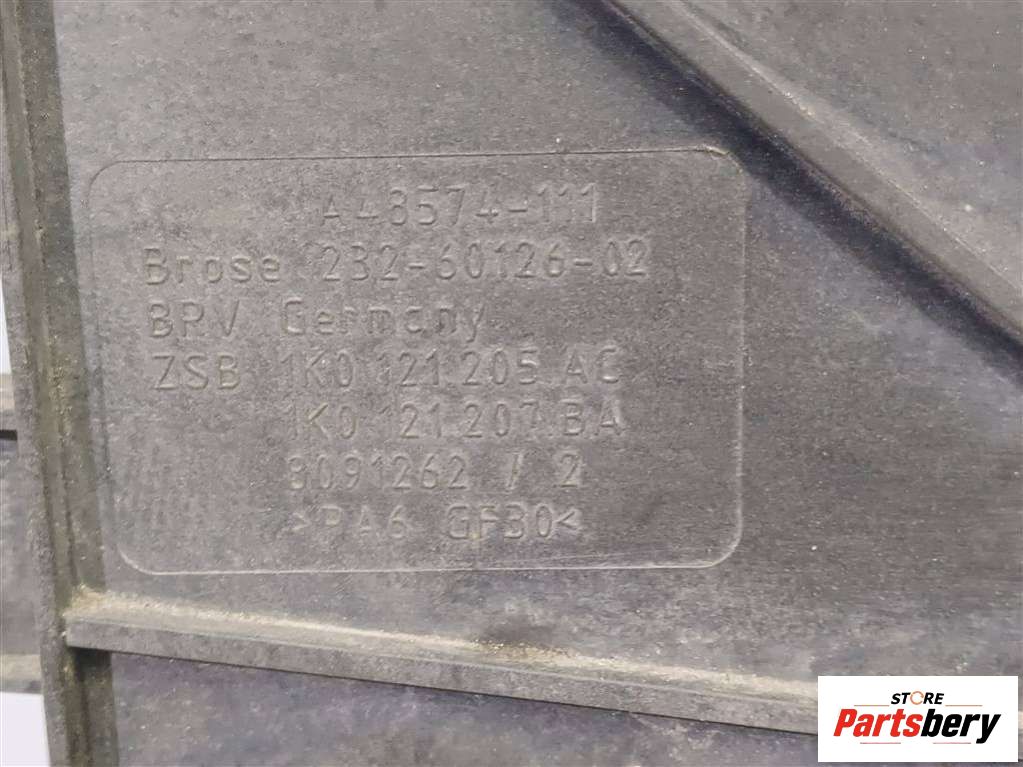 A48574-111
Brose 232-60126-02
BRV Germany
ZSB 1K0 121 205 AC
1K0 121 207 BA
8091262 / 2
>PA6 GF30<
STORE
Partsbery